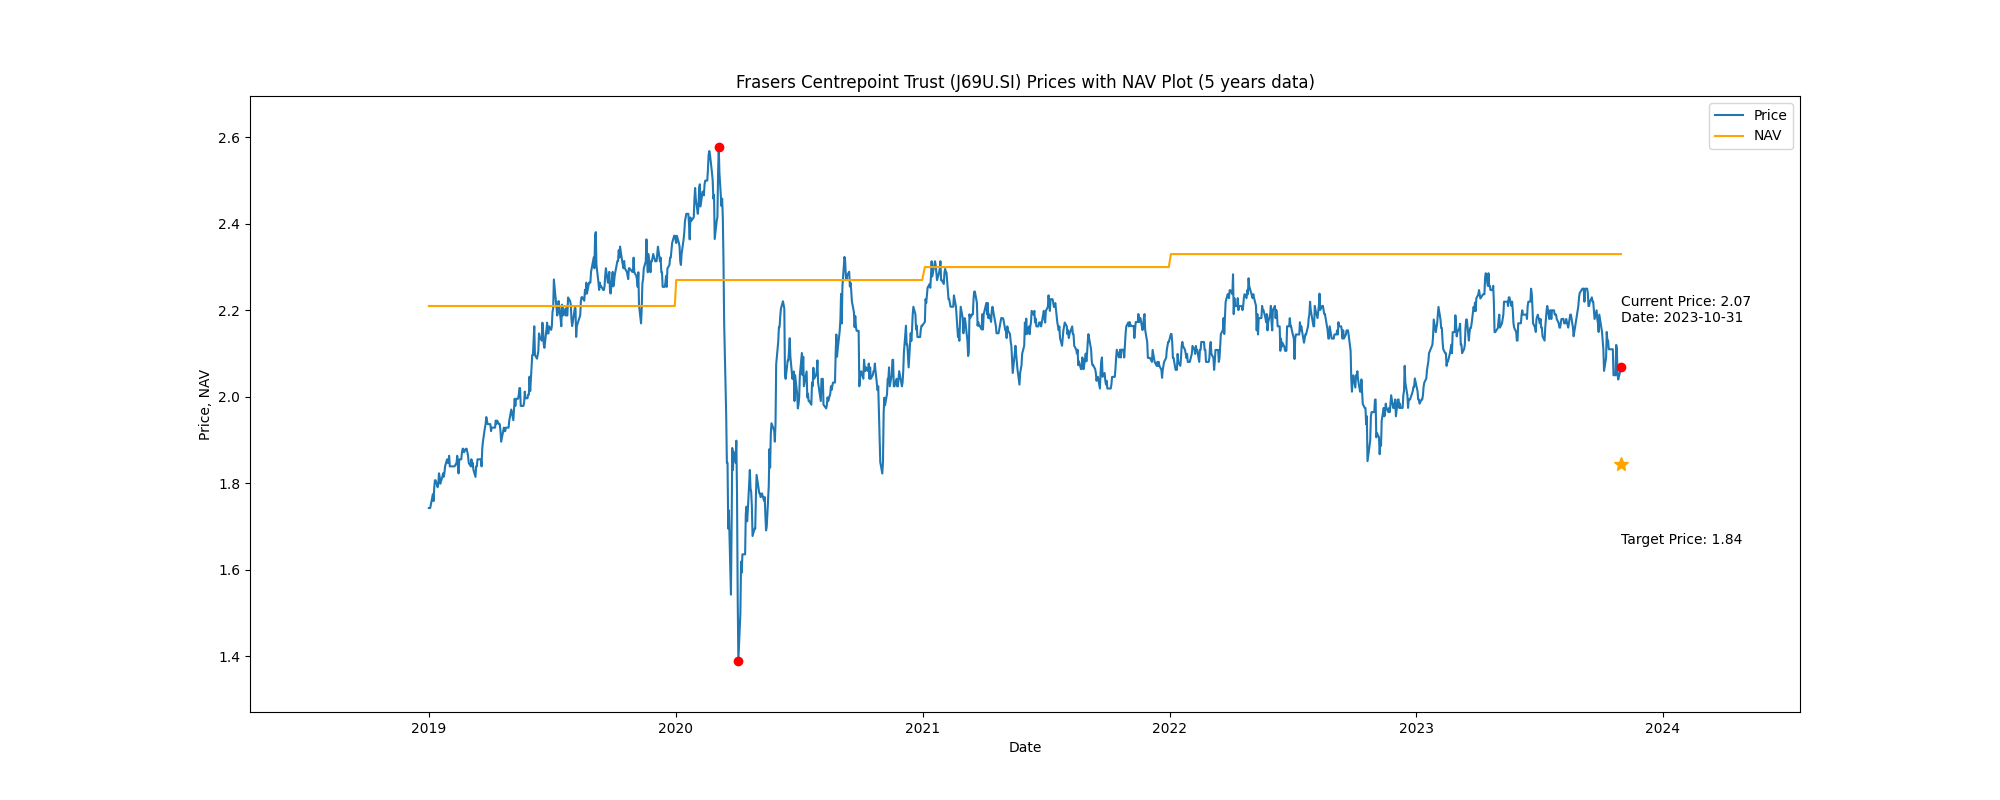 Frasers Centrepoint Trust (J69U.SI) Prices with NAV Plot (5 years data)
Price
NAV
2.6
2.4
2.2
2.0
1.8
1.6
1.4
Price, NAV
Current Price: 2.07
Date: 2023-10-31
Target Price: 1.84
2019
2020
2021
2022
2023
2024
Date